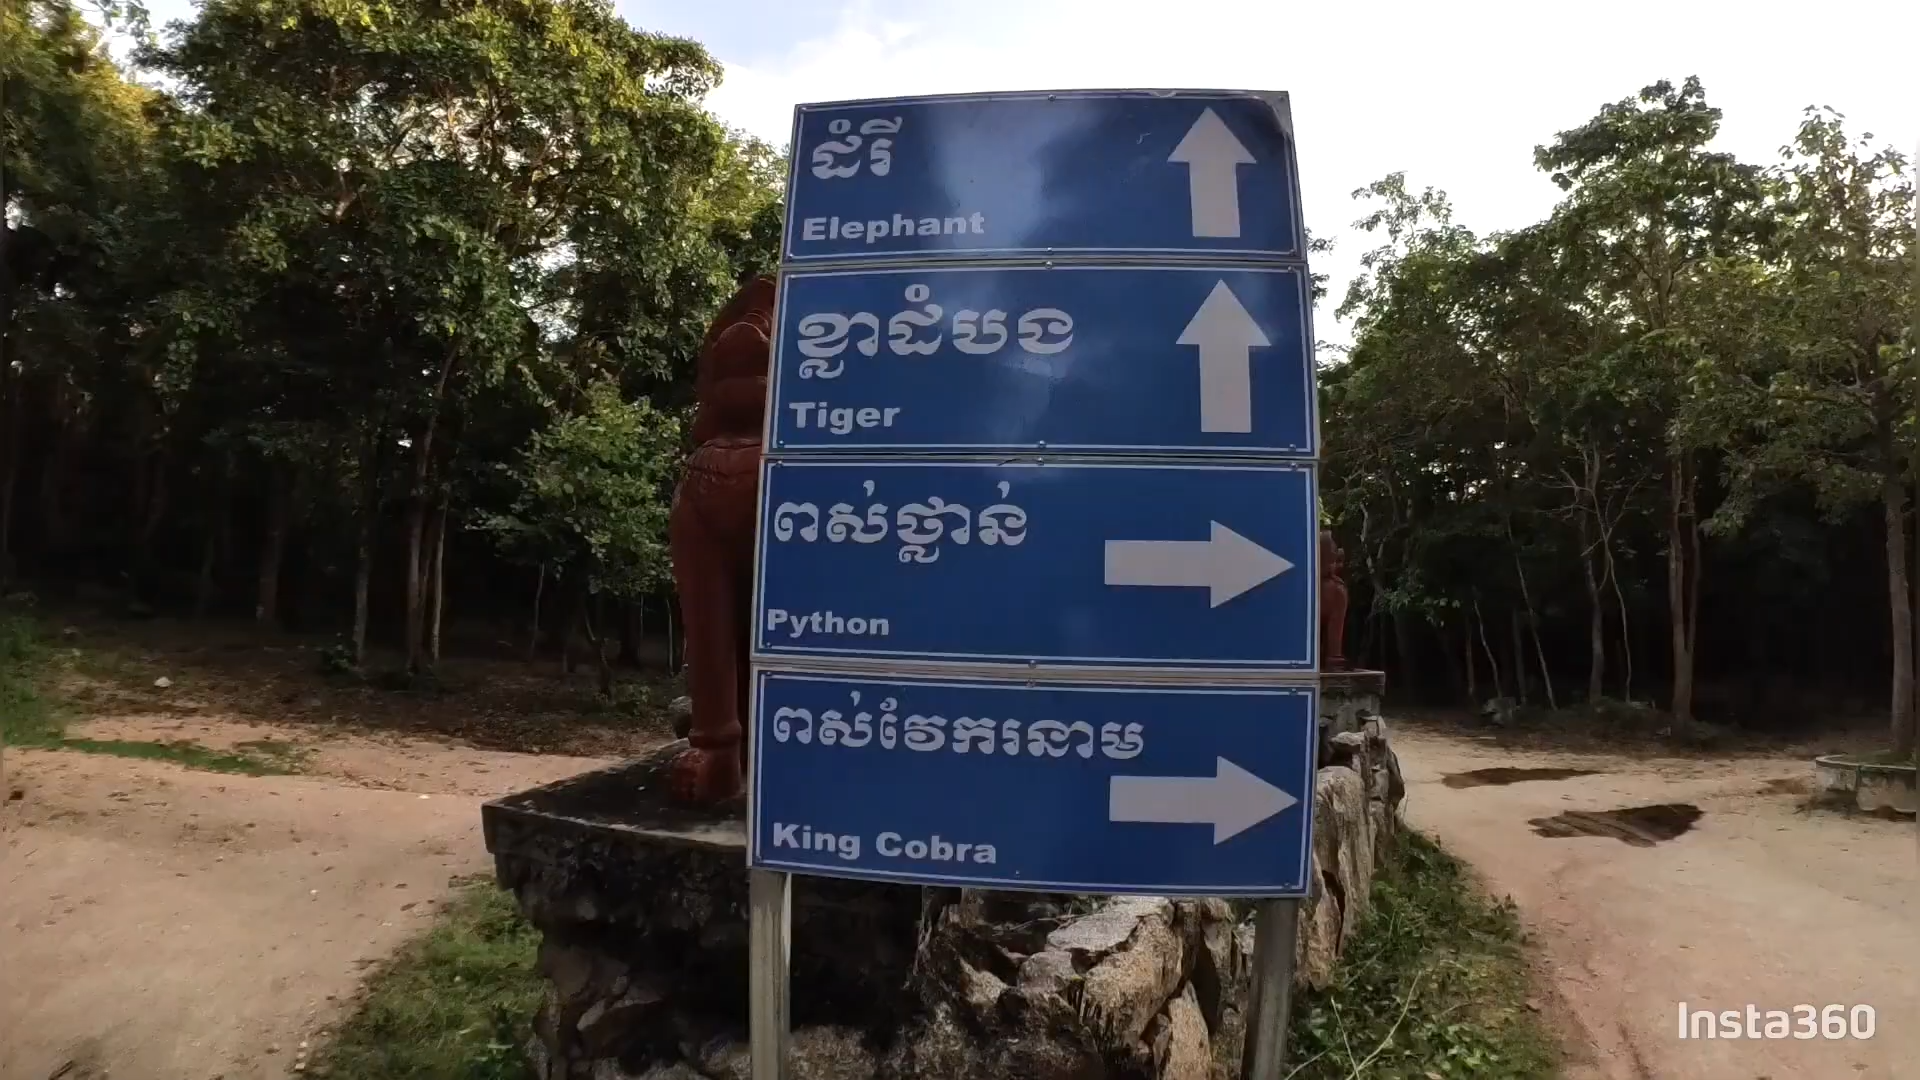 ដំរី
Elephant
ខ្លាដំបង
Tiger
ពស់ថ្លាន់
Python
ពស់វែករនាម
King Cobra
Insta360